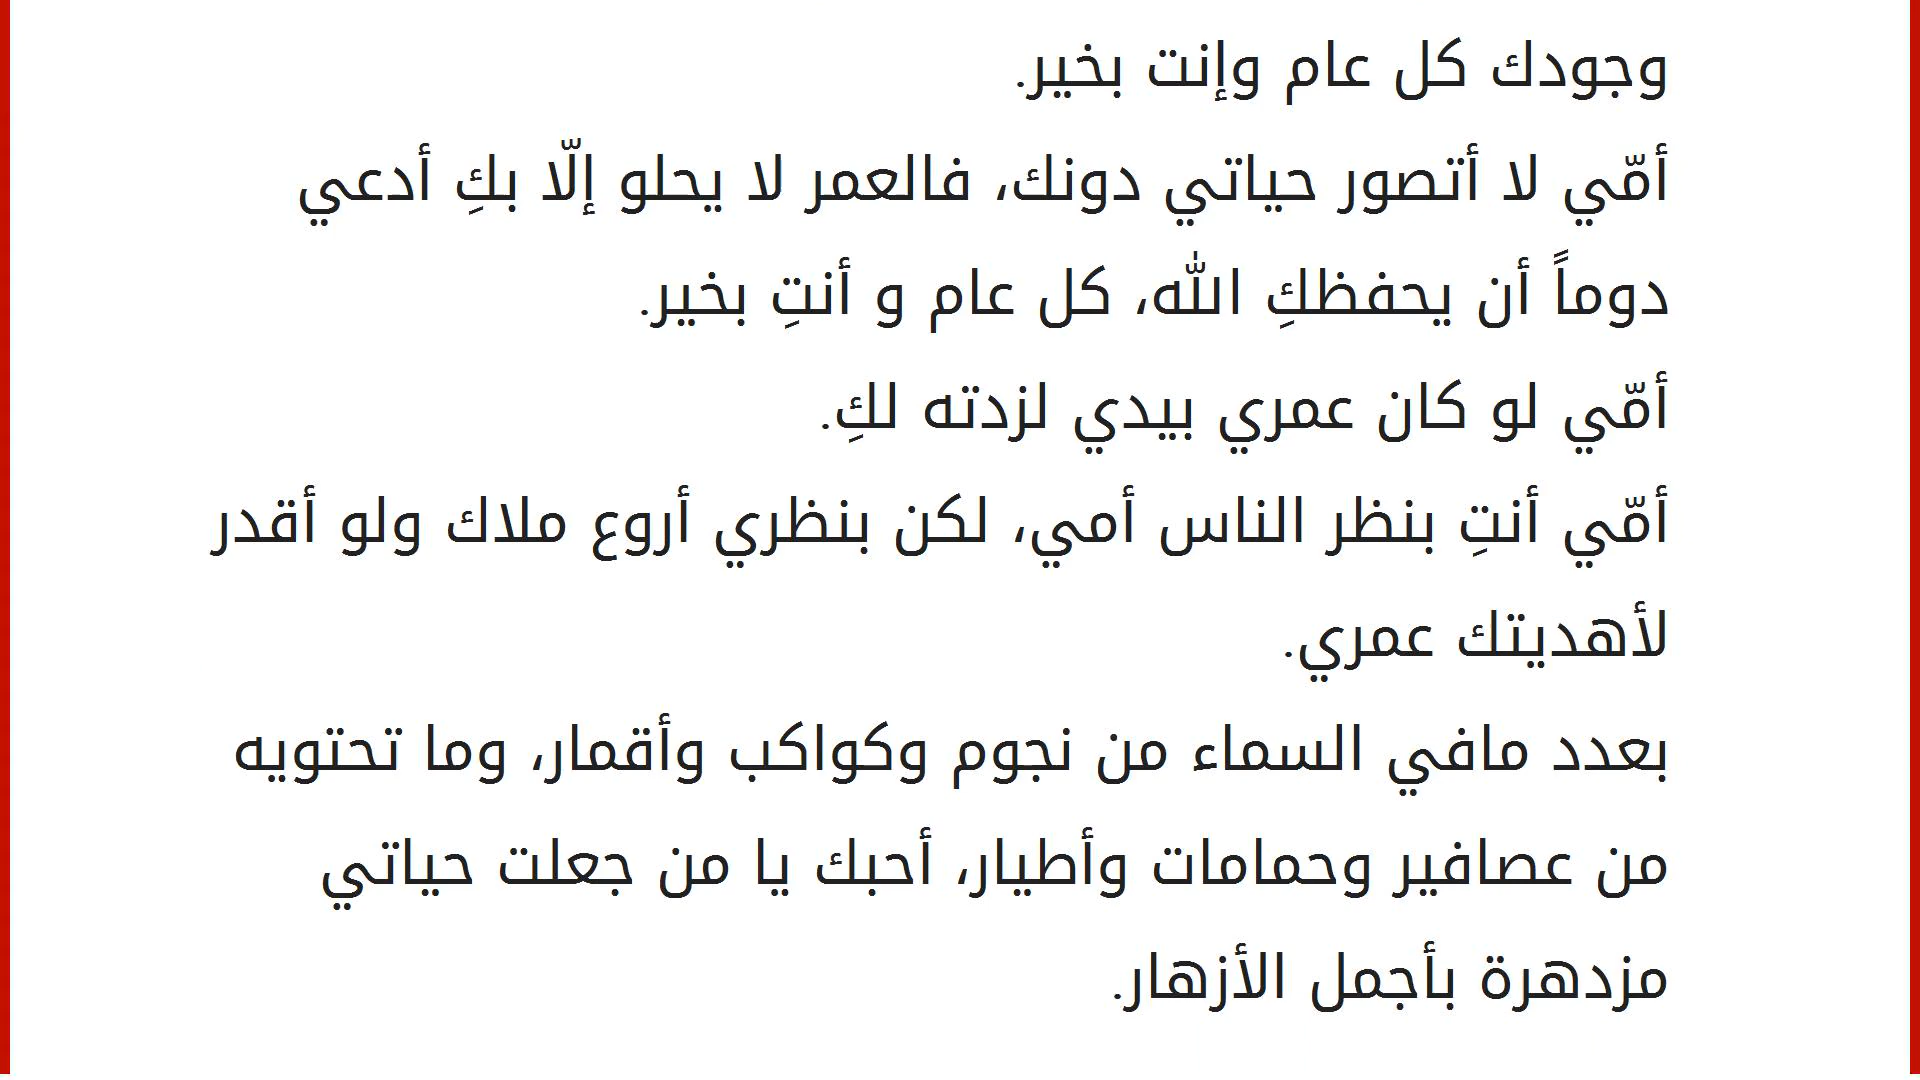 وجودك كل عام وإنت بخير.
أمّي لا أتصور حياتي دونك، فالعمر لا يحلو إلّا بكِ أدعي
دوماً أن يحفظكِ الله، كل عام و أنتِ بخير.
أمّي لو كان عمري بيدي لزدته لكِ.
أمّي أنتِ بنظر الناس أمي، لكن بنظري أروع ملاك ولو أقدر
لأهديتك عمري.
بعدد مافي السماء من نجوم وكواكب وأقمار، وما تحتويه
من عصافير وحمامات وأطيار، أحبك يا من جعلت حياتي
مزدهرة بأجمل الأزهار.